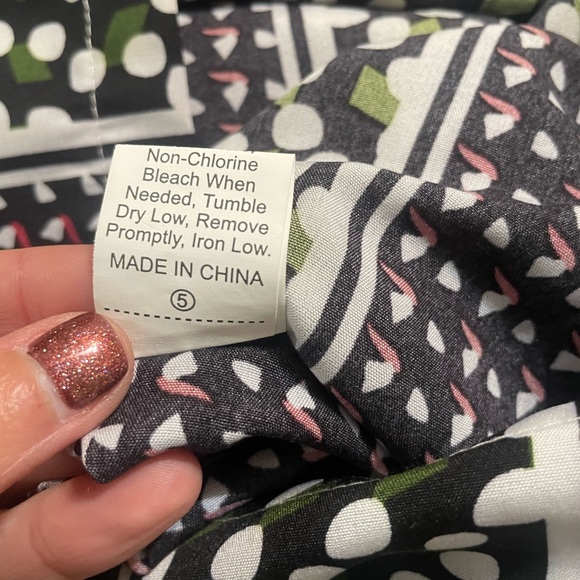 Non-Chlorine
Bleach When
Needed, Tumble
Dry Low, Remove
Promptly, Iron Low.
MADE IN CHINA
⑤